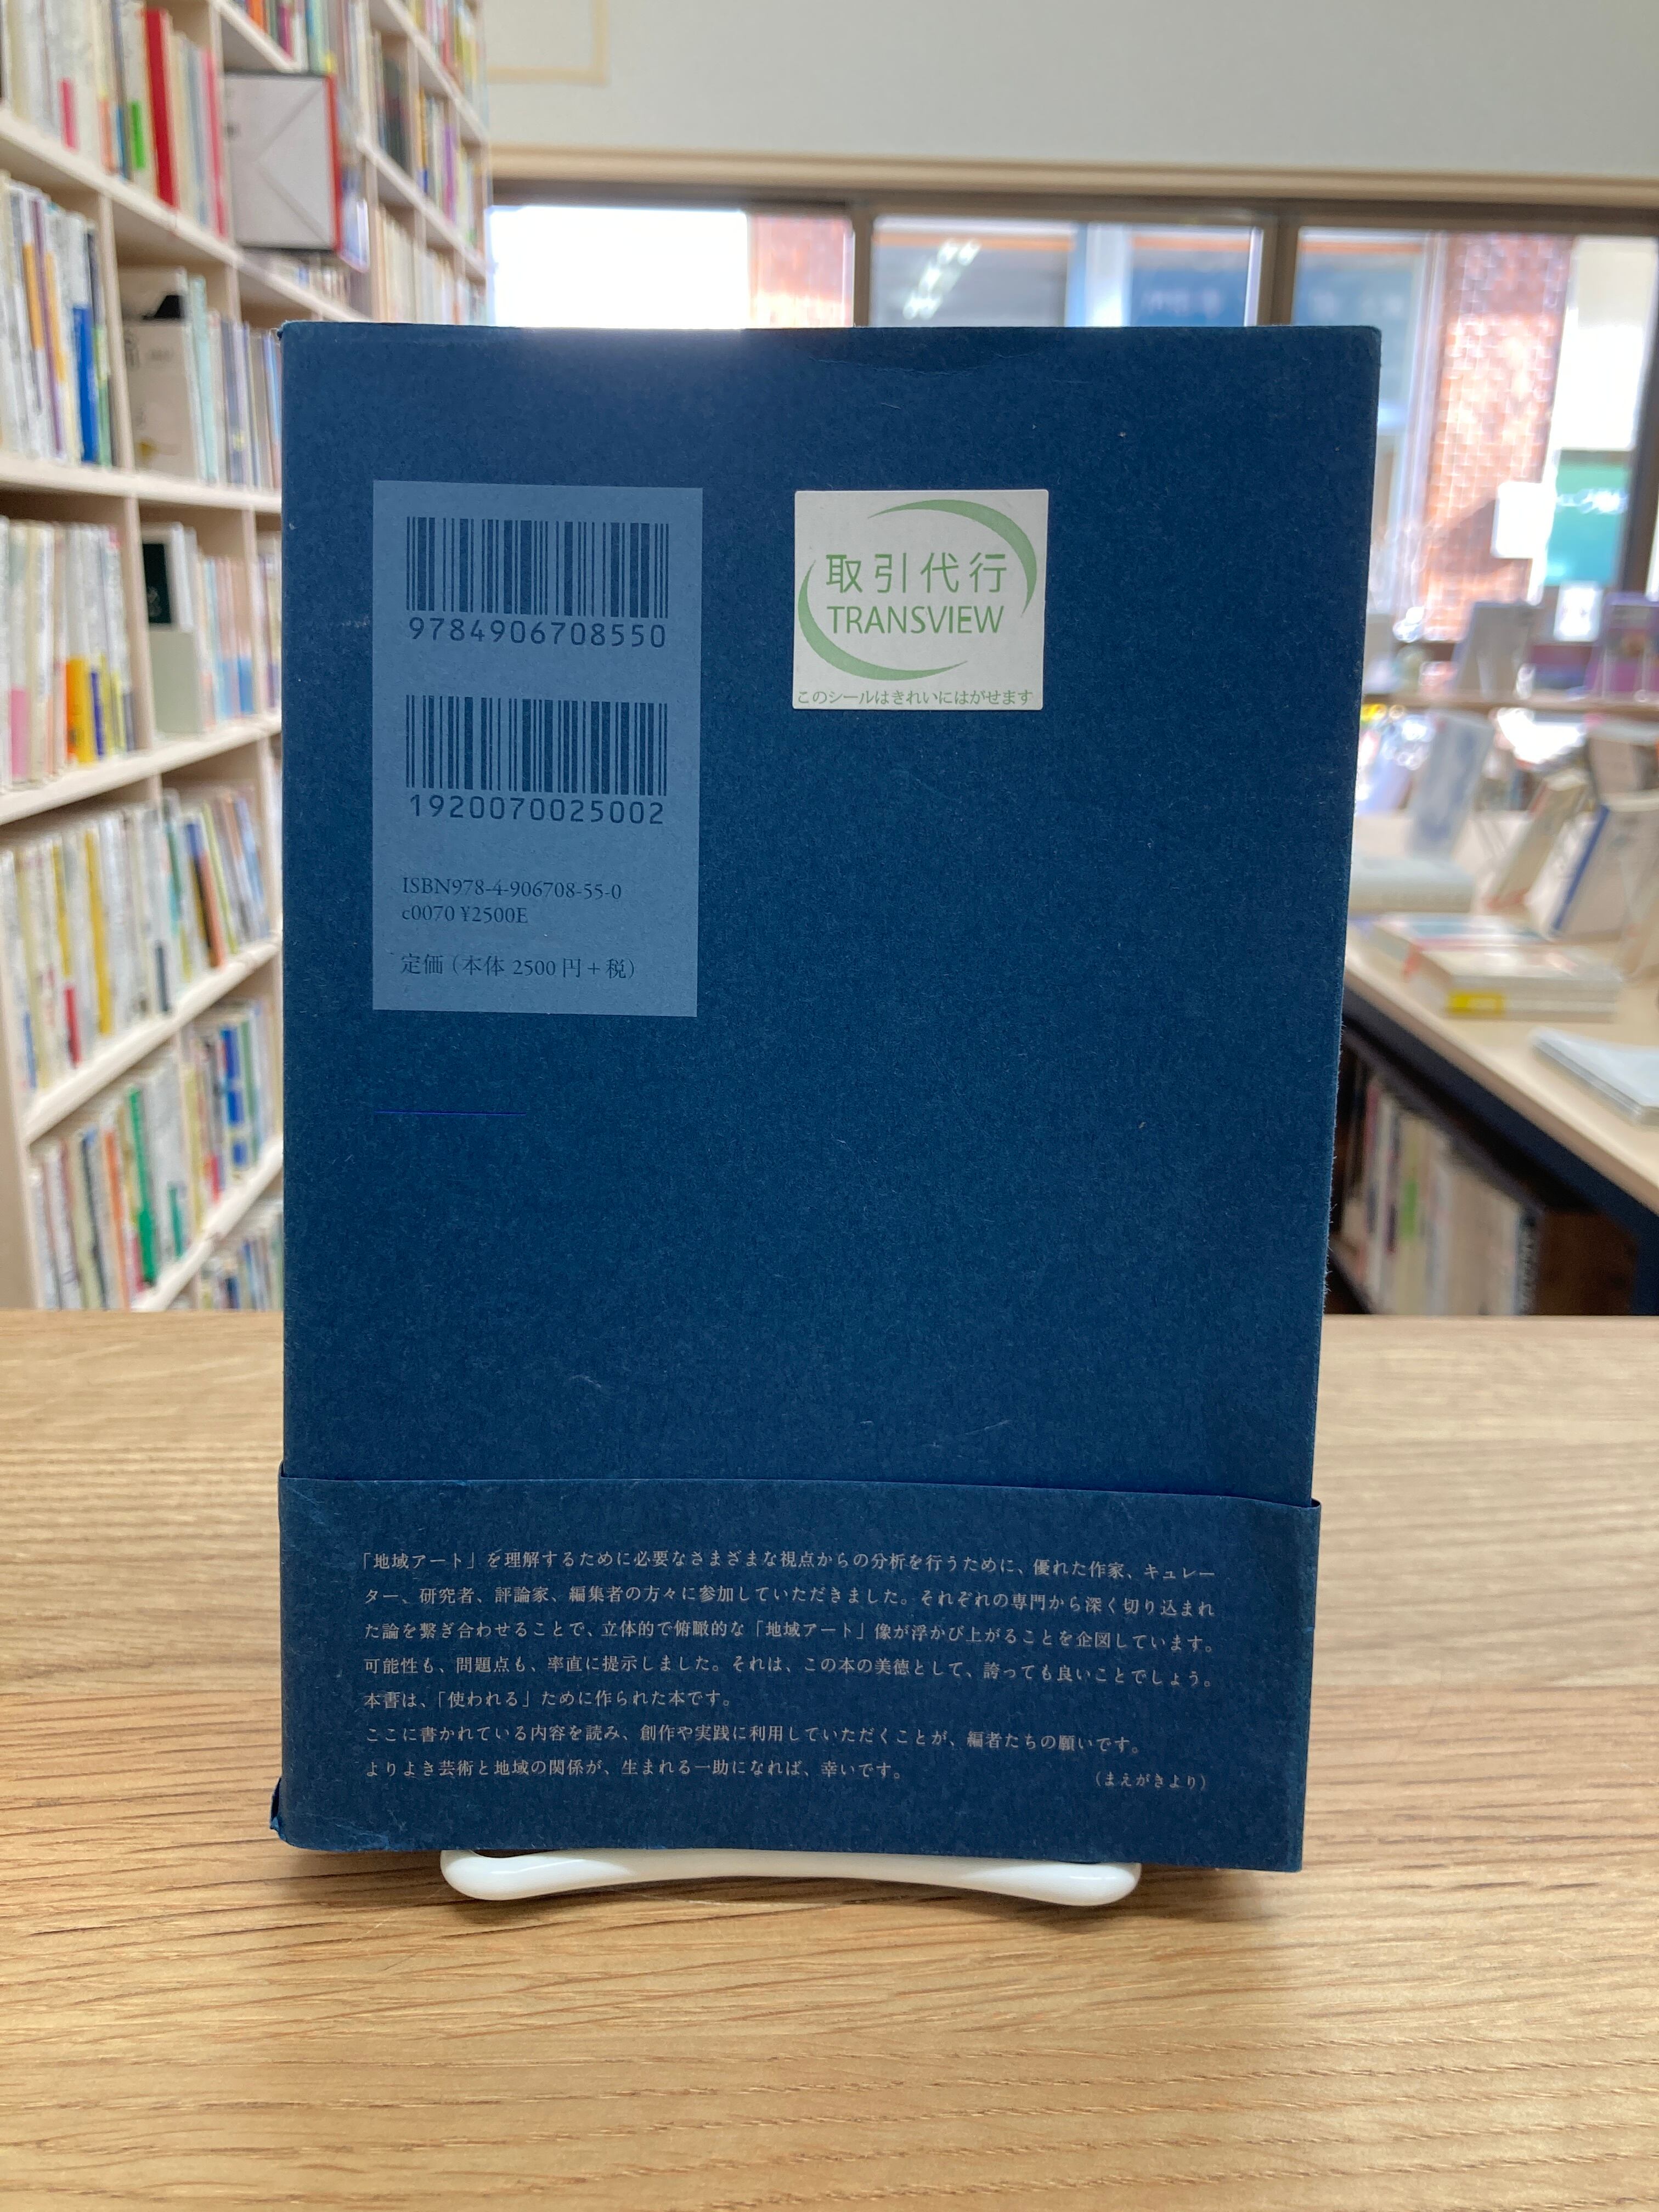 9784906708550
1920070025002
ISBN978-4-906708-55-0
c0070 ¥2500E
定価（本体 2500 円＋税）
取引代行
TRANSVIEW
このシールはきれいにはがせます
「地域アート」を理解するために必要なさまざまな視点からの分析を行うために、優れた作家、キュレー
ター、研究者、評論家、編集者の方々に参加していただきました。それぞれの専門から深く切り込まれ
た論を繋ぎ合わせることで、立体的で俯瞰的な「地域アート」像が浮かび上がることを企図しています。
可能性も、問題点も、率直に提示しました。それは、この本の美徳として、誇っても良いことでしょう。
本書は、「使われる」ために作られた本です。
ここに書かれている内容を読み、創作や実践に利用していただくことが、編者たちの願いです。
よりよき芸術と地域の関係が、生まれる一助になれば、幸いです。
（まえがきより）